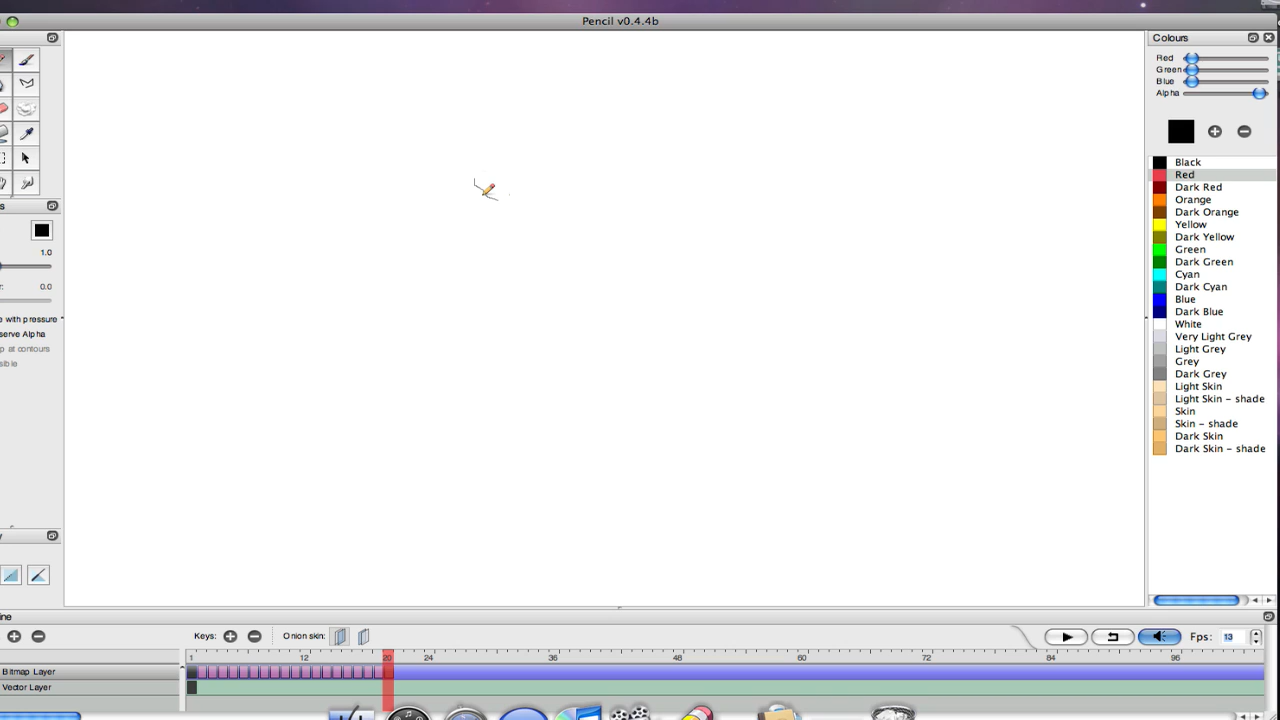 Pencil v0.4.4b
Colours
Red
Green
Blue
Alpha
Black
Red
Dark Red
Orange
Dark Orange
Yellow
Dark Yellow
Green
Dark Green
Cyan
Dark Cyan
Blue
Dark Blue
White
Very Light Grey
Light Grey
Grey
Dark Grey
Light Skin
Light Skin – shade
Skin
Skin – shade
Dark Skin
Dark Skin – shade
s
1.0
r: 0.0
e with pressure
serve Alpha
p at contours
sible
y
ine
Keys: Onion skin: Fps: 13
1 12 20 24 36 48 60 72 84 96
Bitmap Layer
Vector Layer